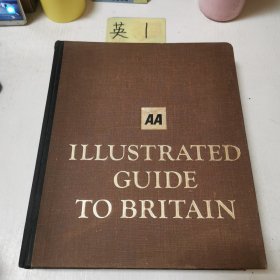 英 1
AA
ILLUSTRATED
GUIDE
TO BRITAIN